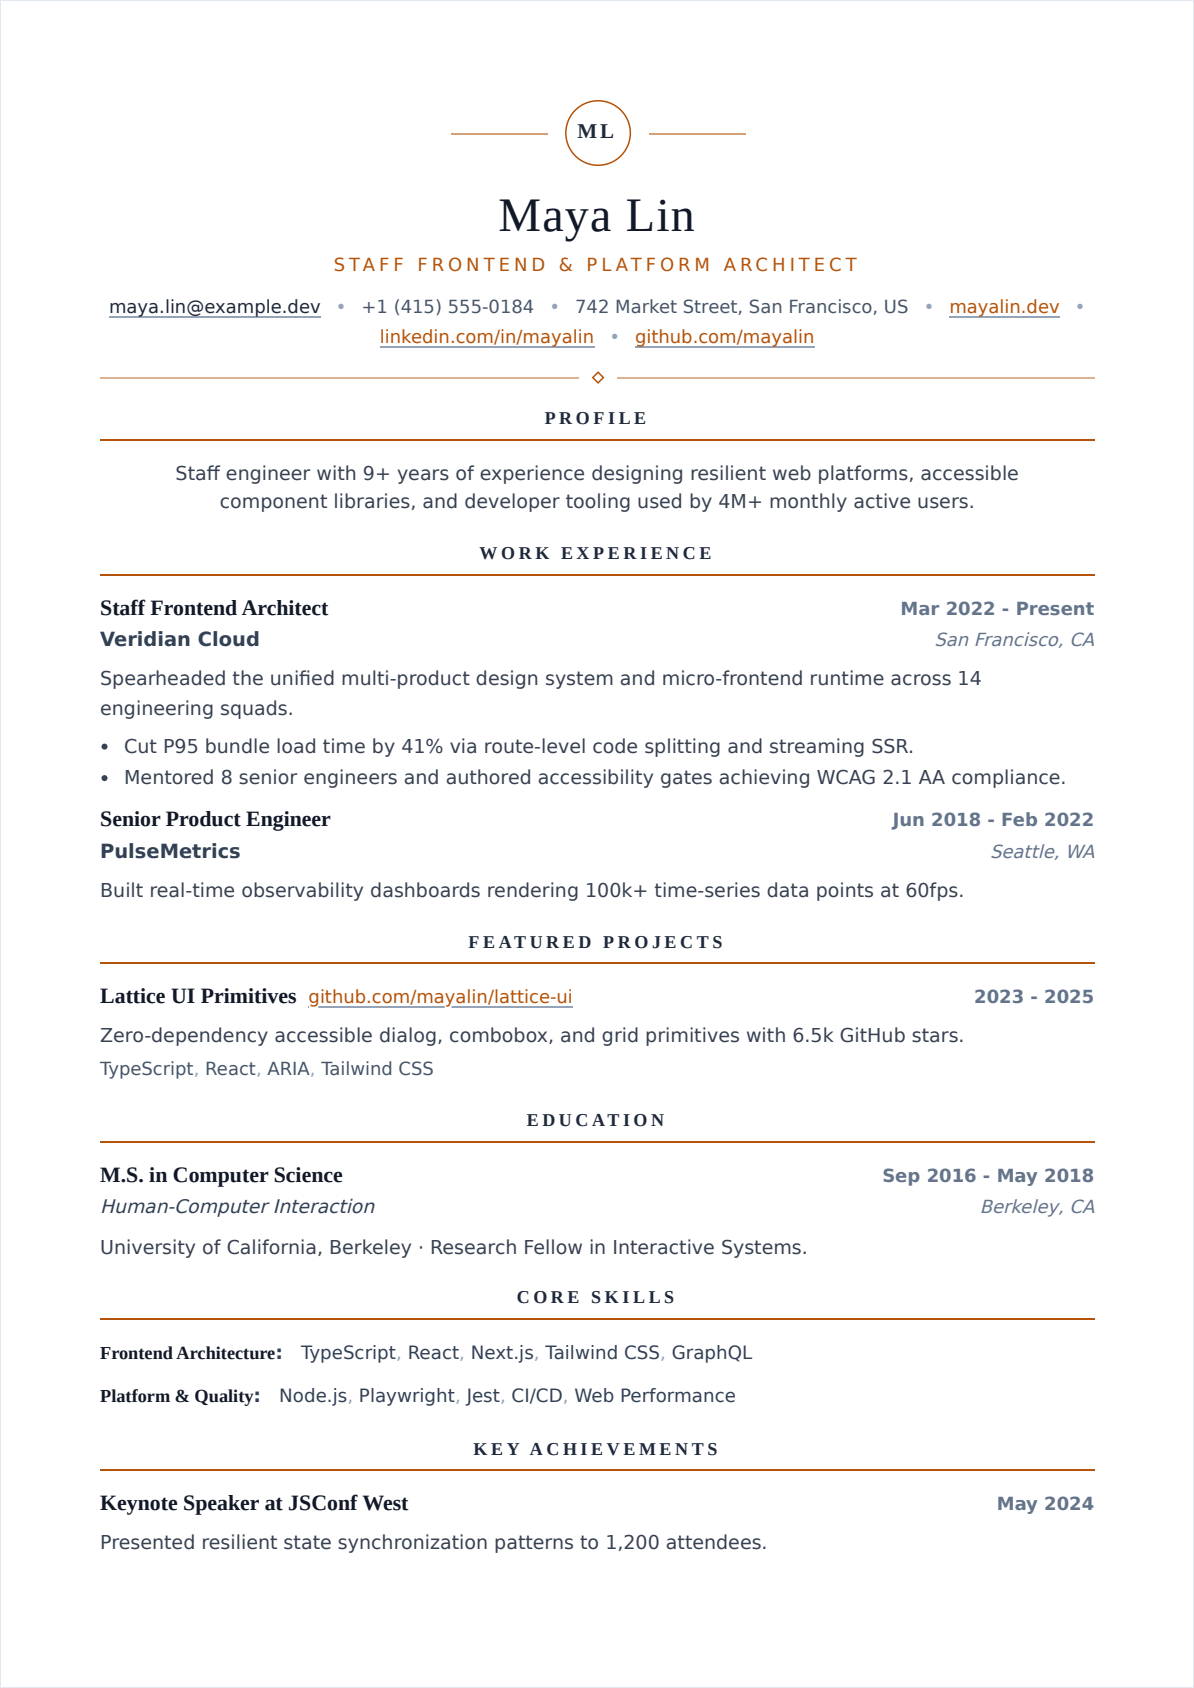 ML
Maya Lin
STAFF FRONTEND & PLATFORM ARCHITECT
maya.lin@example.dev • +1 (415) 555-0184 • 742 Market Street, San Francisco, US • mayalin.dev •
linkedin.com/in/mayalin • github.com/mayalin
PROFILE
Staff engineer with 9+ years of experience designing resilient web platforms, accessible
component libraries, and developer tooling used by 4M+ monthly active users.
WORK EXPERIENCE
Staff Frontend Architect Mar 2022 - Present
Veridian Cloud San Francisco, CA
Spearheaded the unified multi-product design system and micro-frontend runtime across 14
engineering squads.
• Cut P95 bundle load time by 41% via route-level code splitting and streaming SSR.
• Mentored 8 senior engineers and authored accessibility gates achieving WCAG 2.1 AA compliance.
Senior Product Engineer Jun 2018 - Feb 2022
PulseMetrics Seattle, WA
Built real-time observability dashboards rendering 100k+ time-series data points at 60fps.
FEATURED PROJECTS
Lattice UI Primitives github.com/mayalin/lattice-ui 2023 - 2025
Zero-dependency accessible dialog, combobox, and grid primitives with 6.5k GitHub stars.
TypeScript, React, ARIA, Tailwind CSS
EDUCATION
M.S. in Computer Science Sep 2016 - May 2018
Human-Computer Interaction Berkeley, CA
University of California, Berkeley · Research Fellow in Interactive Systems.
CORE SKILLS
Frontend Architecture: TypeScript, React, Next.js, Tailwind CSS, GraphQL
Platform & Quality: Node.js, Playwright, Jest, CI/CD, Web Performance
KEY ACHIEVEMENTS
Keynote Speaker at JSConf West May 2024
Presented resilient state synchronization patterns to 1,200 attendees.